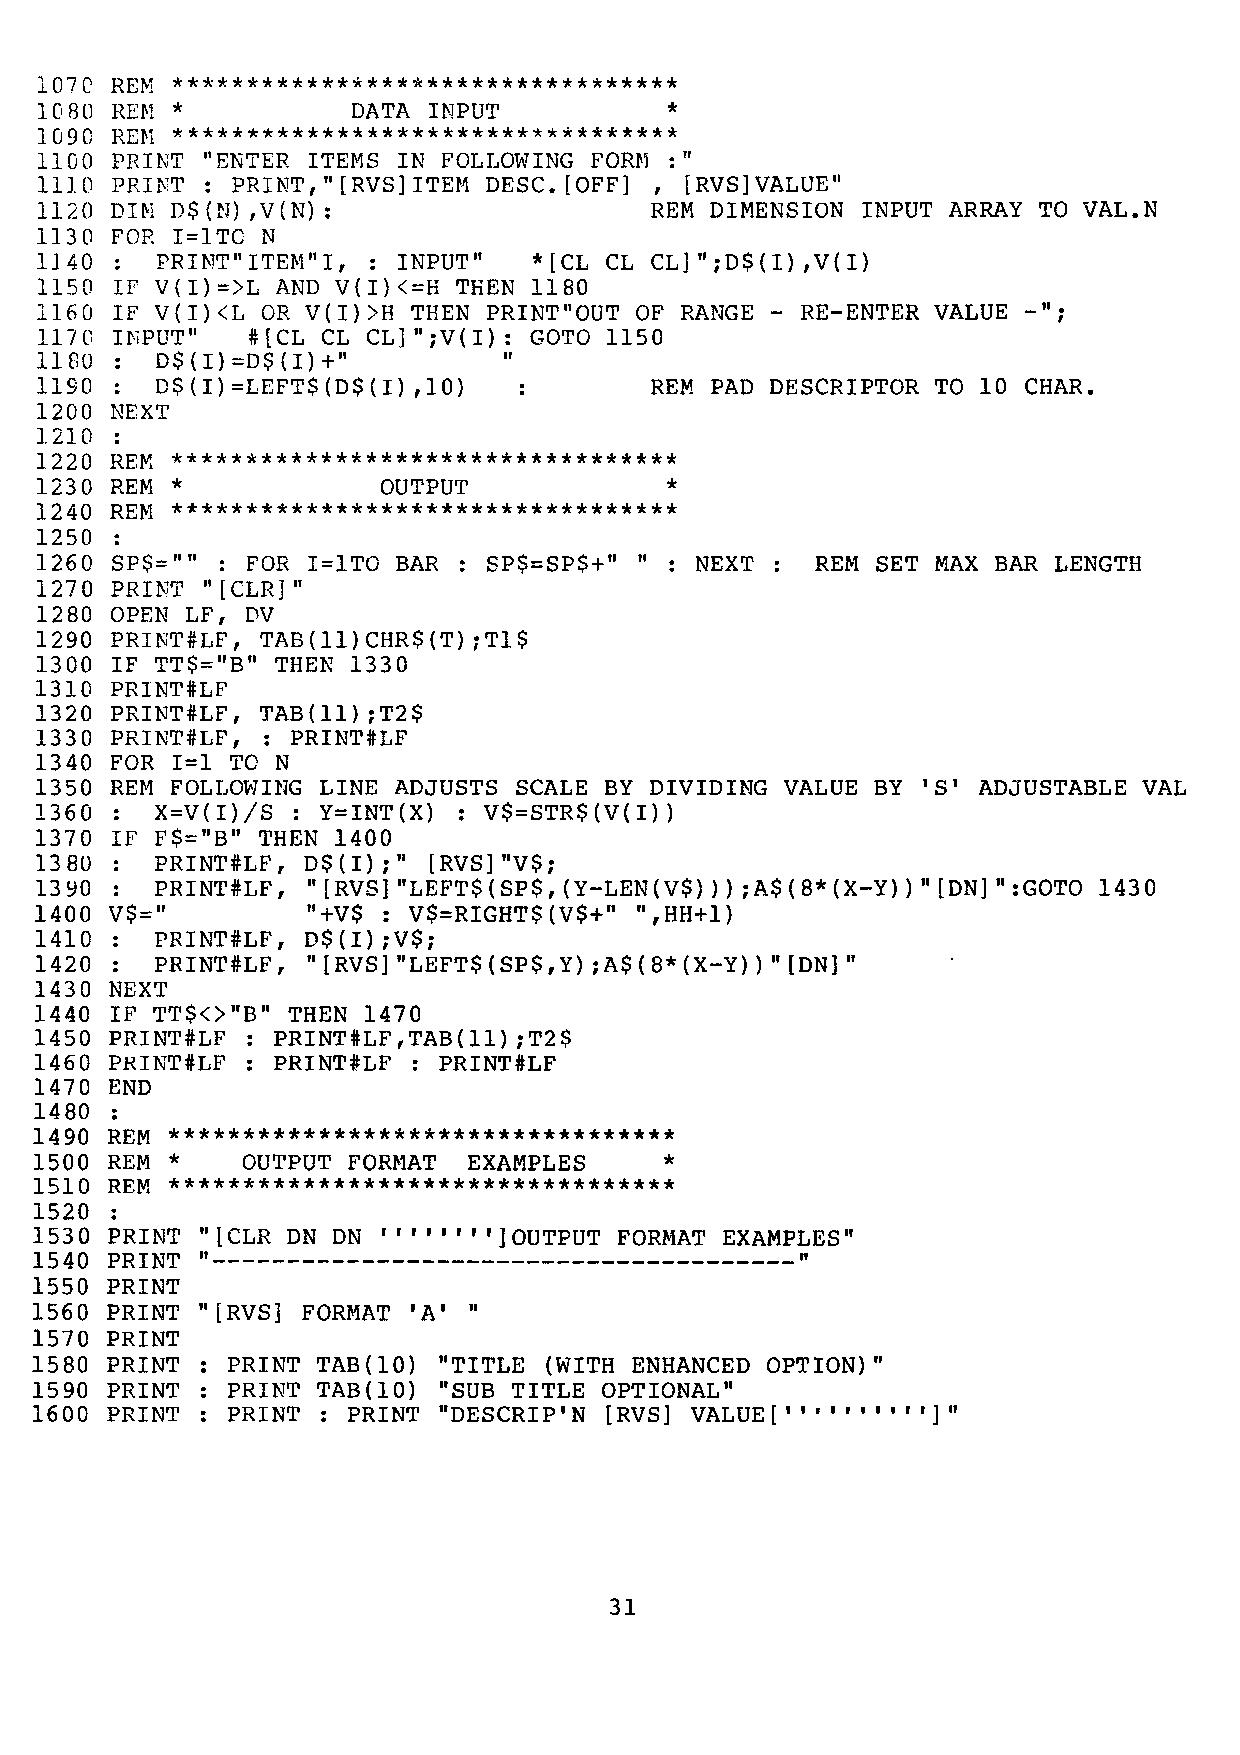 1070 REM **********************************
1080 REM *           DATA INPUT           *
1090 REM **********************************
1100 PRINT "ENTER ITEMS IN FOLLOWING FORM :"
1110 PRINT : PRINT,"[RVS]ITEM DESC.[OFF] , [RVS]VALUE"
1120 DIM D$(N),V(N):                     REM DIMENSION INPUT ARRAY TO VAL.N
1130 FOR I=1TO N
1140 :  PRINT"ITEM"I, : INPUT"   *[CL CL CL]";D$(I),V(I)
1150 IF V(I)=>L AND V(I)<=H THEN 1180
1160 IF V(I)<L OR V(I)>H THEN PRINT"OUT OF RANGE - RE-ENTER VALUE -";
1170 INPUT"   #[CL CL CL]";V(I): GOTO 1150
1180 :  D$(I)=D$(I)+"          "
1190 :  D$(I)=LEFT$(D$(I),10)   :        REM PAD DESCRIPTOR TO 10 CHAR.
1200 NEXT
1210 :
1220 REM **********************************
1230 REM *             OUTPUT             *
1240 REM **********************************
1250 :
1260 SP$="" : FOR I=1TO BAR : SP$=SP$+" " : NEXT :  REM SET MAX BAR LENGTH
1270 PRINT "[CLR]"
1280 OPEN LF, DV
1290 PRINT#LF, TAB(11)CHR$(T);T1$
1300 IF TT$="B" THEN 1330
1310 PRINT#LF
1320 PRINT#LF, TAB(11);T2$
1330 PRINT#LF, : PRINT#LF
1340 FOR I=1 TO N
1350 REM FOLLOWING LINE ADJUSTS SCALE BY DIVIDING VALUE BY 'S' ADJUSTABLE VAL
1360 :  X=V(I)/S : Y=INT(X) : V$=STR$(V(I))
1370 IF F$="B" THEN 1400
1380 :  PRINT#LF, D$(I);" [RVS]"V$;
1390 :  PRINT#LF, "[RVS]"LEFT$(SP$,(Y-LEN(V$)));A$(8*(X-Y))"[DN]":GOTO 1430
1400 V$="         "+V$ : V$=RIGHT$(V$+" ",HH+1)
1410 :  PRINT#LF, D$(I);V$;
1420 :  PRINT#LF, "[RVS]"LEFT$(SP$,Y);A$(8*(X-Y))"[DN]"
1430 NEXT
1440 IF TT$<>"B" THEN 1470
1450 PRINT#LF : PRINT#LF,TAB(11);T2$
1460 PRINT#LF : PRINT#LF : PRINT#LF
1470 END
1480 :
1490 REM **********************************
1500 REM *    OUTPUT FORMAT  EXAMPLES     *
1510 REM **********************************
1520 :
1530 PRINT "[CLR DN DN '''''''']OUTPUT FORMAT EXAMPLES"
1540 PRINT "---------------------------------------"
1550 PRINT
1560 PRINT "[RVS] FORMAT 'A' "
1570 PRINT
1580 PRINT : PRINT TAB(10) "TITLE (WITH ENHANCED OPTION)"
1590 PRINT : PRINT TAB(10) "SUB TITLE OPTIONAL"
1600 PRINT : PRINT : PRINT "DESCRIP'N [RVS] VALUE['''''''''']"
31